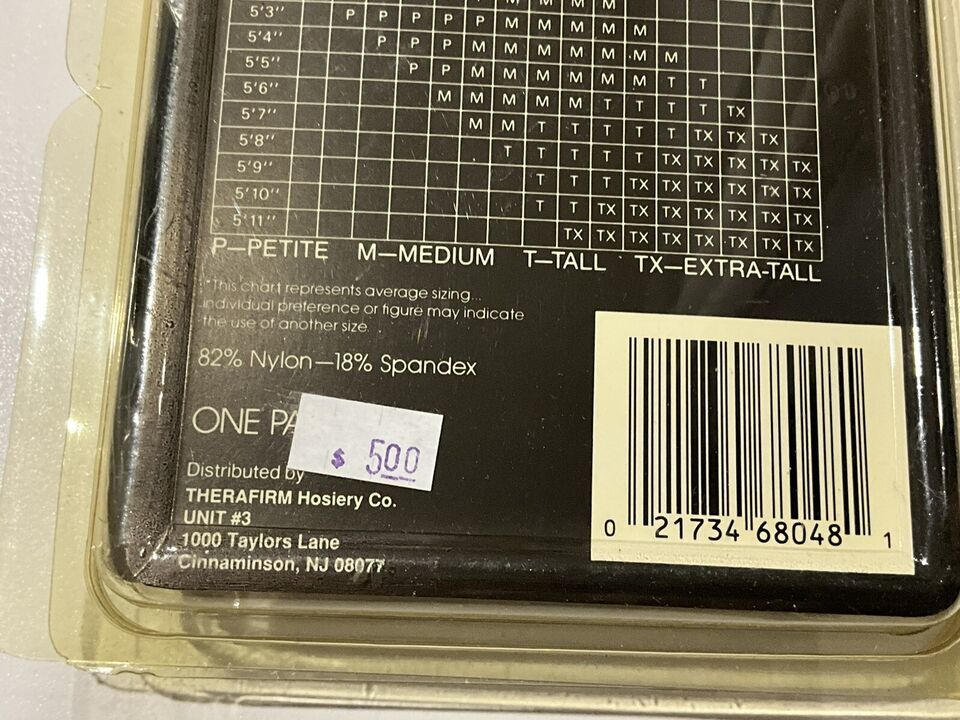 M M M M
5'3" P P P P P M M M M M
5'4" P P P M M M M M M M
5'5" P P M M M M M M T T
5'6" M M M M M T T T T TX
5'7" M M T T T T T TX TX TX
5'8" T T T T T TX TX TX TX TX
5'9" T T T TX TX TX TX TX TX
5'10" T T TX TX TX TX TX TX TX
5'11" TX TX TX TX TX TX TX TX
P—PETITE M—MEDIUM T—TALL TX—EXTRA-TALL
*This chart represents average sizing...
individual preference or figure may indicate
the use of another size.
82% Nylon—18% Spandex
ONE PA
$ 5.00
Distributed by
THERAFIRM Hosiery Co.
UNIT #3
1000 Taylors Lane
Cinnaminson, NJ 08077
0 21734 68048 1